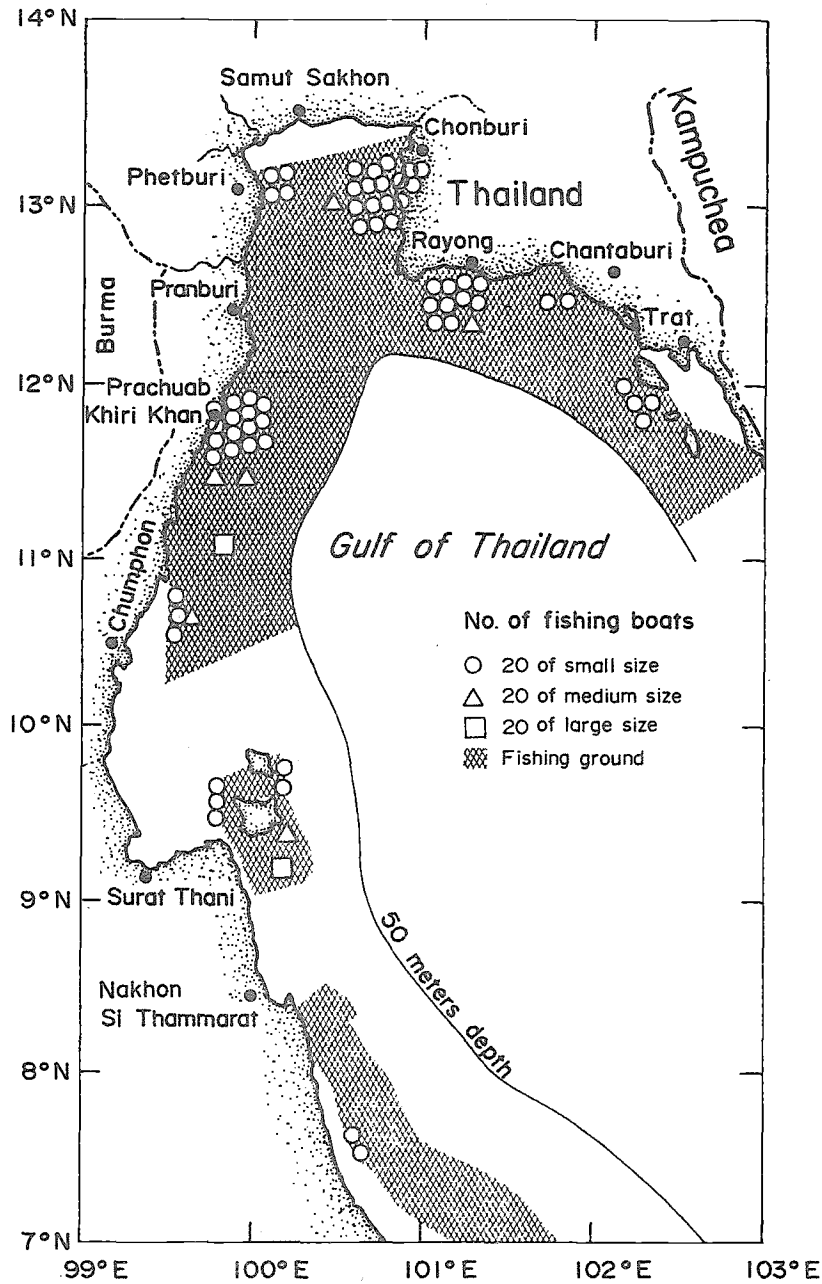 14°N
13°N
12°N
11°N
10°N
9°N
8°N
7°N
99°E
100°E
101°E
102°E
103°E
Samut Sakhon
Chonburi
Phetburi
Thailand
Kampuchea
Rayong
Chantaburi
Pranburi
Burma
Trat
Prachuab
Khiri Khan
Gulf of Thailand
Chumphon
No. of fishing boats
20 of small size
20 of medium size
20 of large size
Fishing ground
Surat Thani
50 meters depth
Nakhon
Si Thammarat